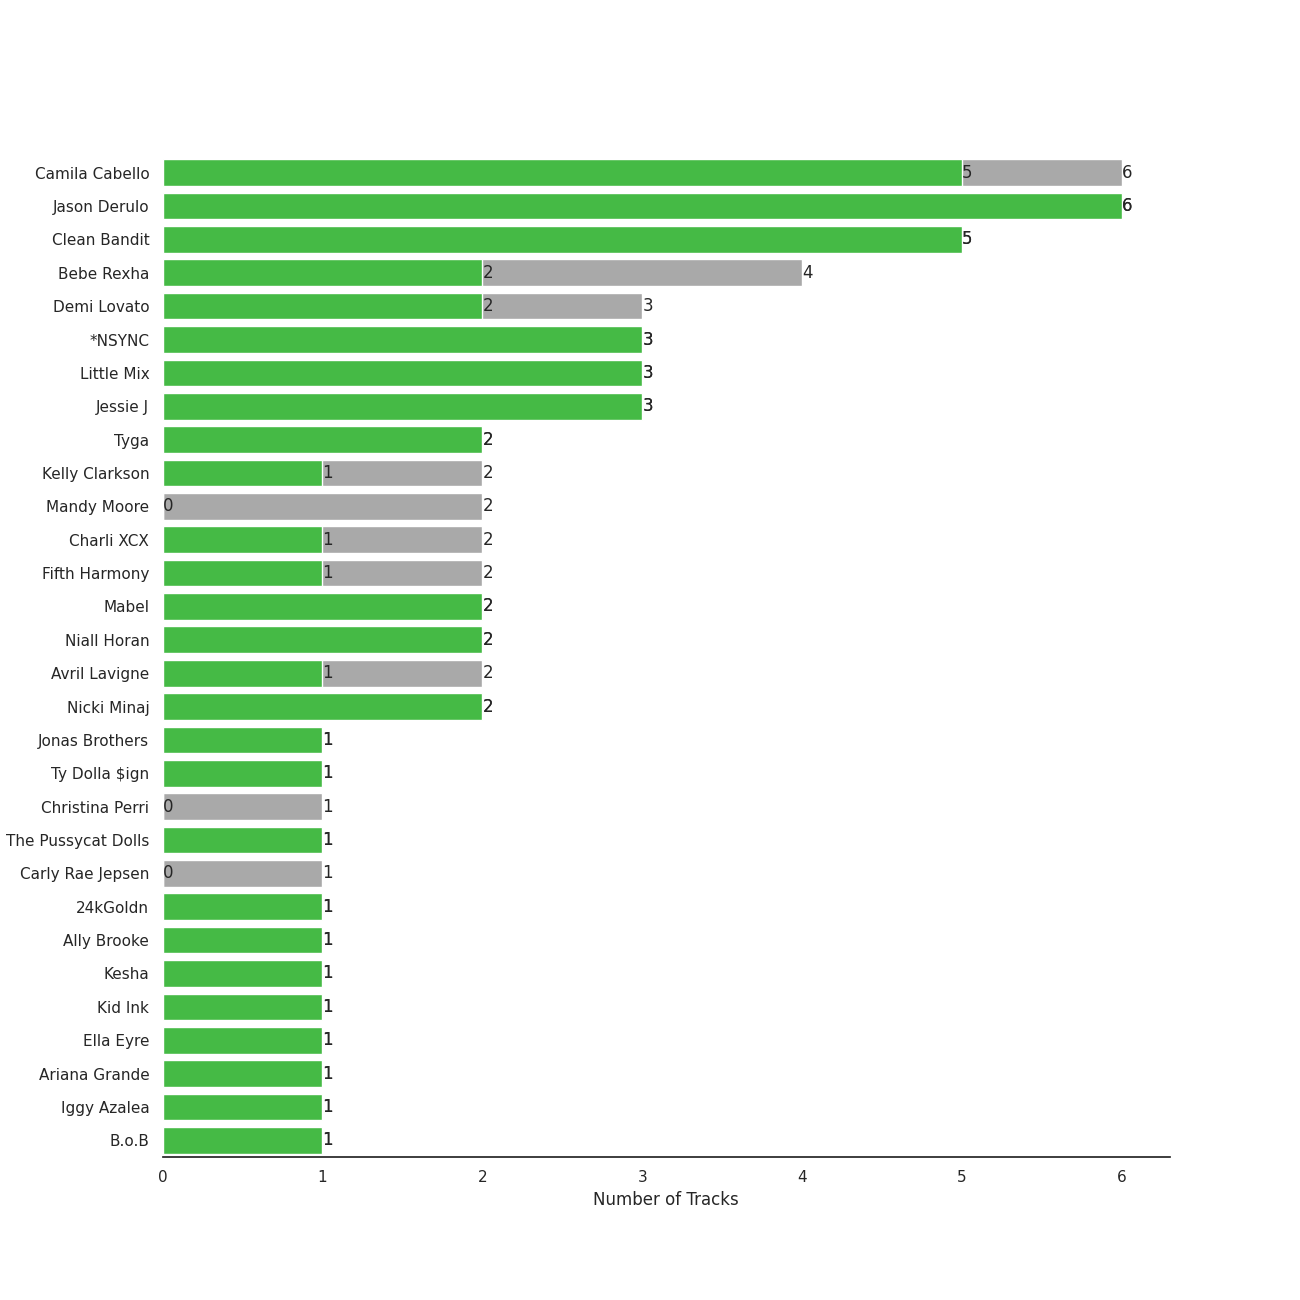 Camila Cabello 5 6
Jason Derulo 6
Clean Bandit 5
Bebe Rexha 2 4
Demi Lovato 2 3
*NSYNC 3
Little Mix 3
Jessie J 3
Tyga 2
Kelly Clarkson 1 2
Mandy Moore 0 2
Charli XCX 1 2
Fifth Harmony 1 2
Mabel 2
Niall Horan 2
Avril Lavigne 1 2
Nicki Minaj 2
Jonas Brothers 1
Ty Dolla $ign 1
Christina Perri 0 1
The Pussycat Dolls 1
Carly Rae Jepsen 0 1
24kGoldn 1
Ally Brooke 1
Kesha 1
Kid Ink 1
Ella Eyre 1
Ariana Grande 1
Iggy Azalea 1
B.o.B 1
0 1 2 3 4 5 6
Number of Tracks